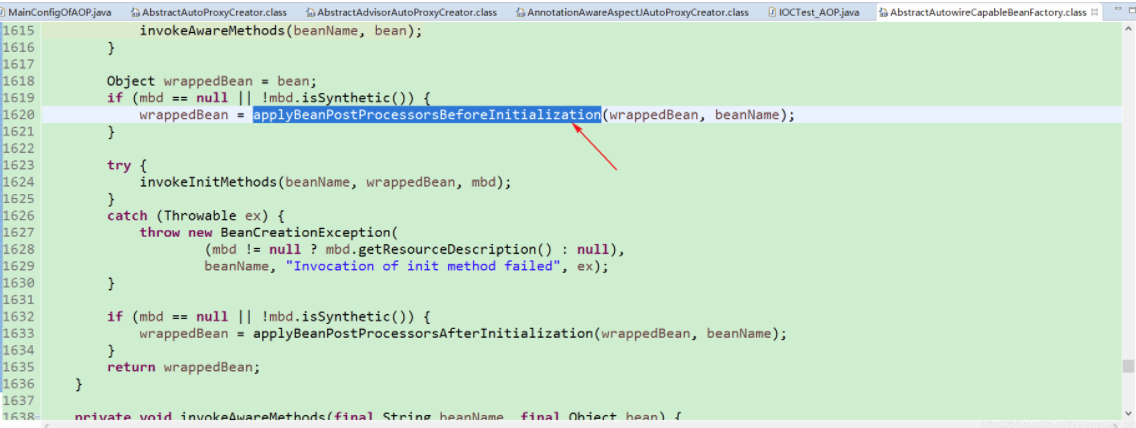 MainConfigOfAOP.java AbstractAutoProxyCreator.class AbstractAdvisorAutoProxyCreator.class AnnotationAwareAspectJAutoProxyCreator.class IOCTest_AOP.java AbstractAutowireCapableBeanFactory.class
1615 invokeAwareMethods(beanName, bean);
1616 }
1617
1618 Object wrappedBean = bean;
1619 if (mbd == null || !mbd.isSynthetic()) {
1620 wrappedBean = applyBeanPostProcessorsBeforeInitialization(wrappedBean, beanName);
1621 }
1622
1623 try {
1624 invokeInitMethods(beanName, wrappedBean, mbd);
1625 }
1626 catch (Throwable ex) {
1627 throw new BeanCreationException(
1628 (mbd != null ? mbd.getResourceDescription() : null),
1629 beanName, "Invocation of init method failed", ex);
1630 }
1631
1632 if (mbd == null || !mbd.isSynthetic()) {
1633 wrappedBean = applyBeanPostProcessorsAfterInitialization(wrappedBean, beanName);
1634 }
1635 return wrappedBean;
1636 }
1637
1638 private void invokeAwareMethods(final String beanName, final Object bean) {